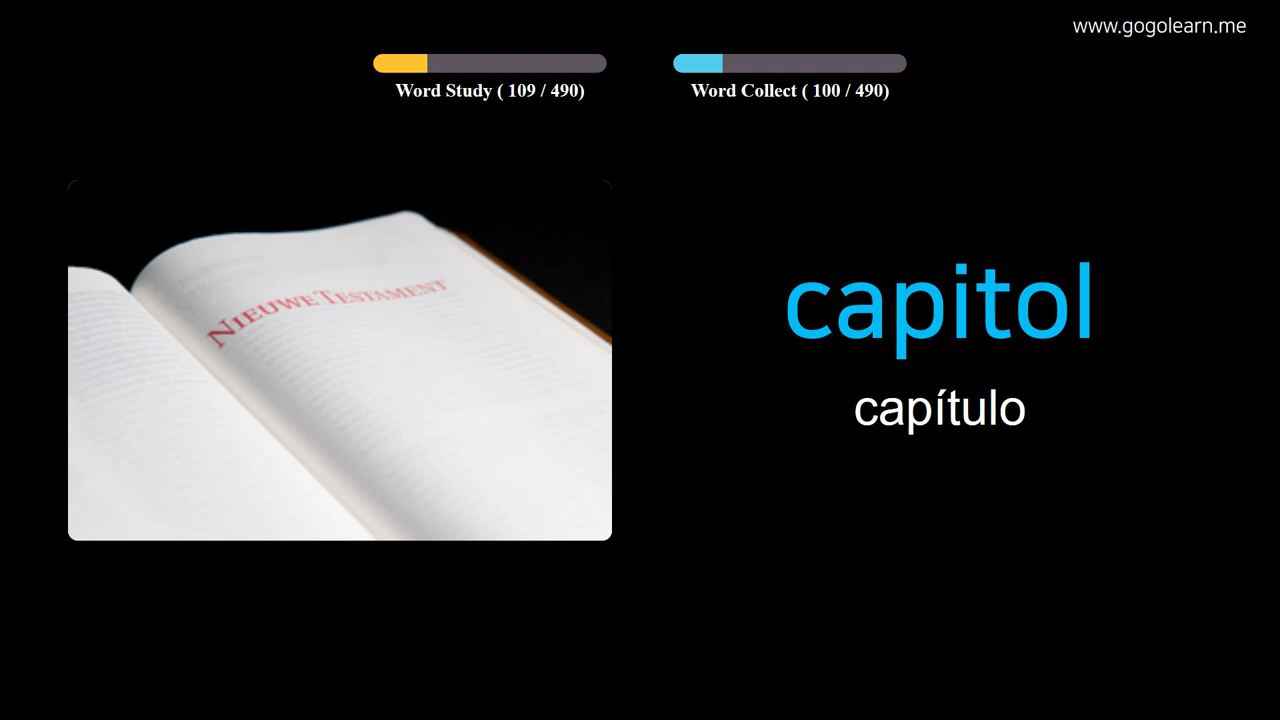 www.gogolearn.me
Word Study ( 109 / 490)
Word Collect ( 100 / 490)
NIEUWE TESTAMENT
capitol
capítulo